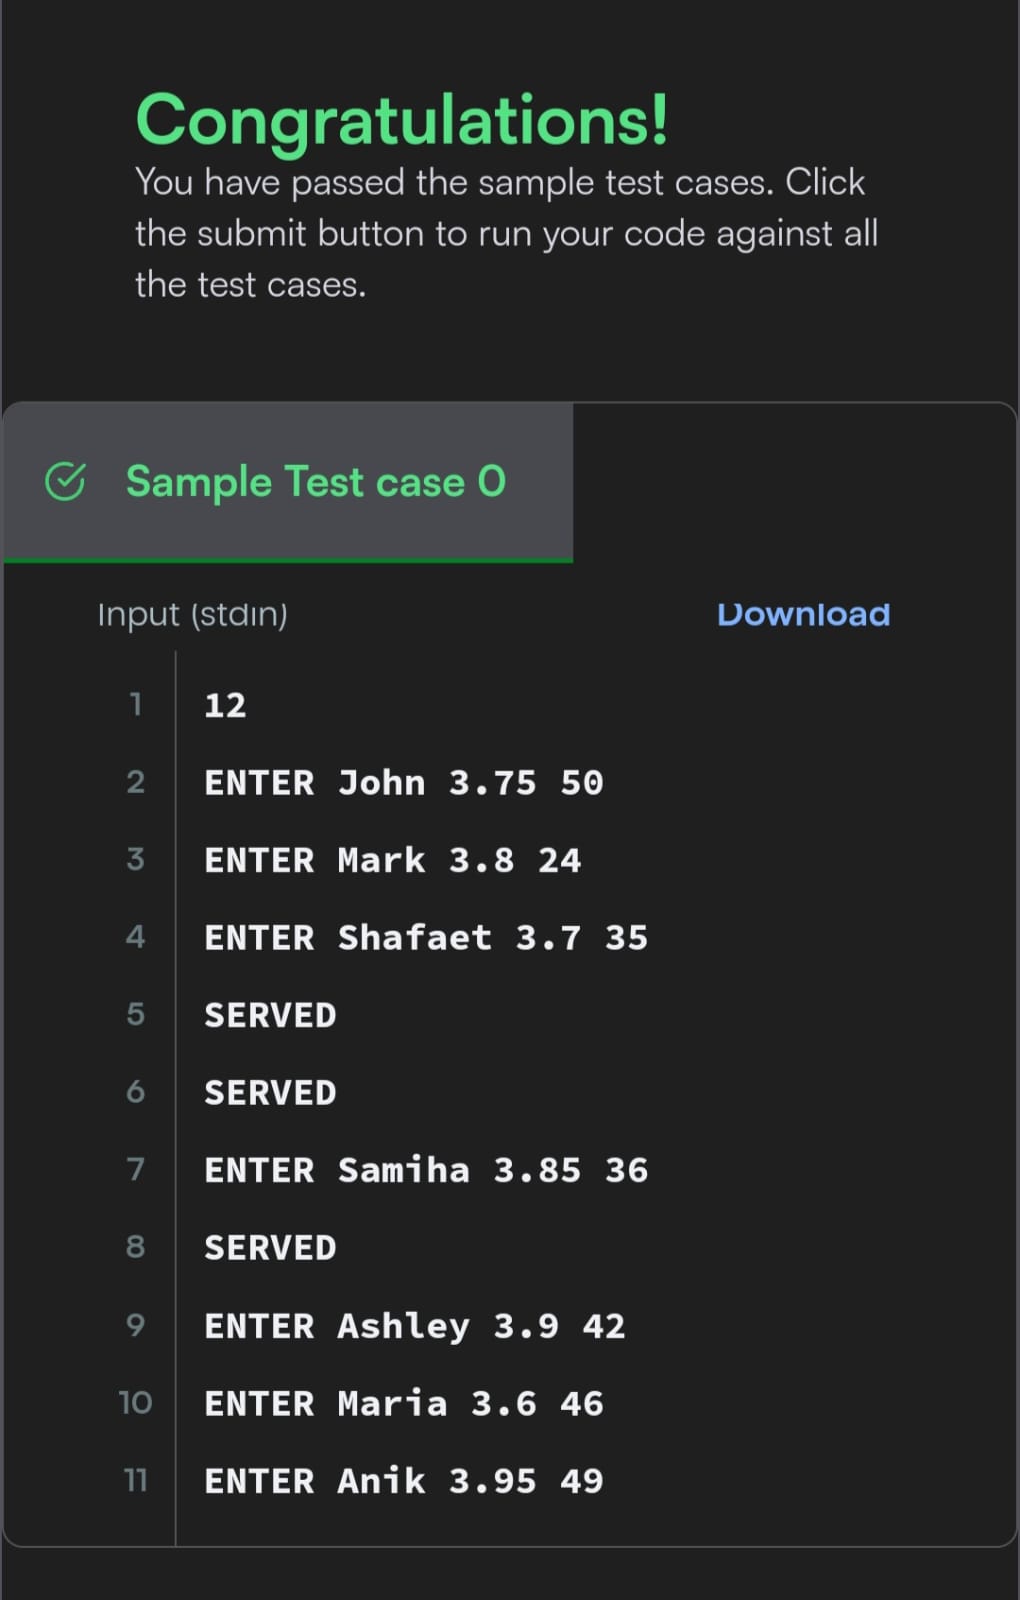 Congratulations!
You have passed the sample test cases. Click
the submit button to run your code against all
the test cases.
Sample Test case 0
Input (stdin)
Download
1 12
2 ENTER John 3.75 50
3 ENTER Mark 3.8 24
4 ENTER Shafaet 3.7 35
5 SERVED
6 SERVED
7 ENTER Samiha 3.85 36
8 SERVED
9 ENTER Ashley 3.9 42
10 ENTER Maria 3.6 46
11 ENTER Anik 3.95 49